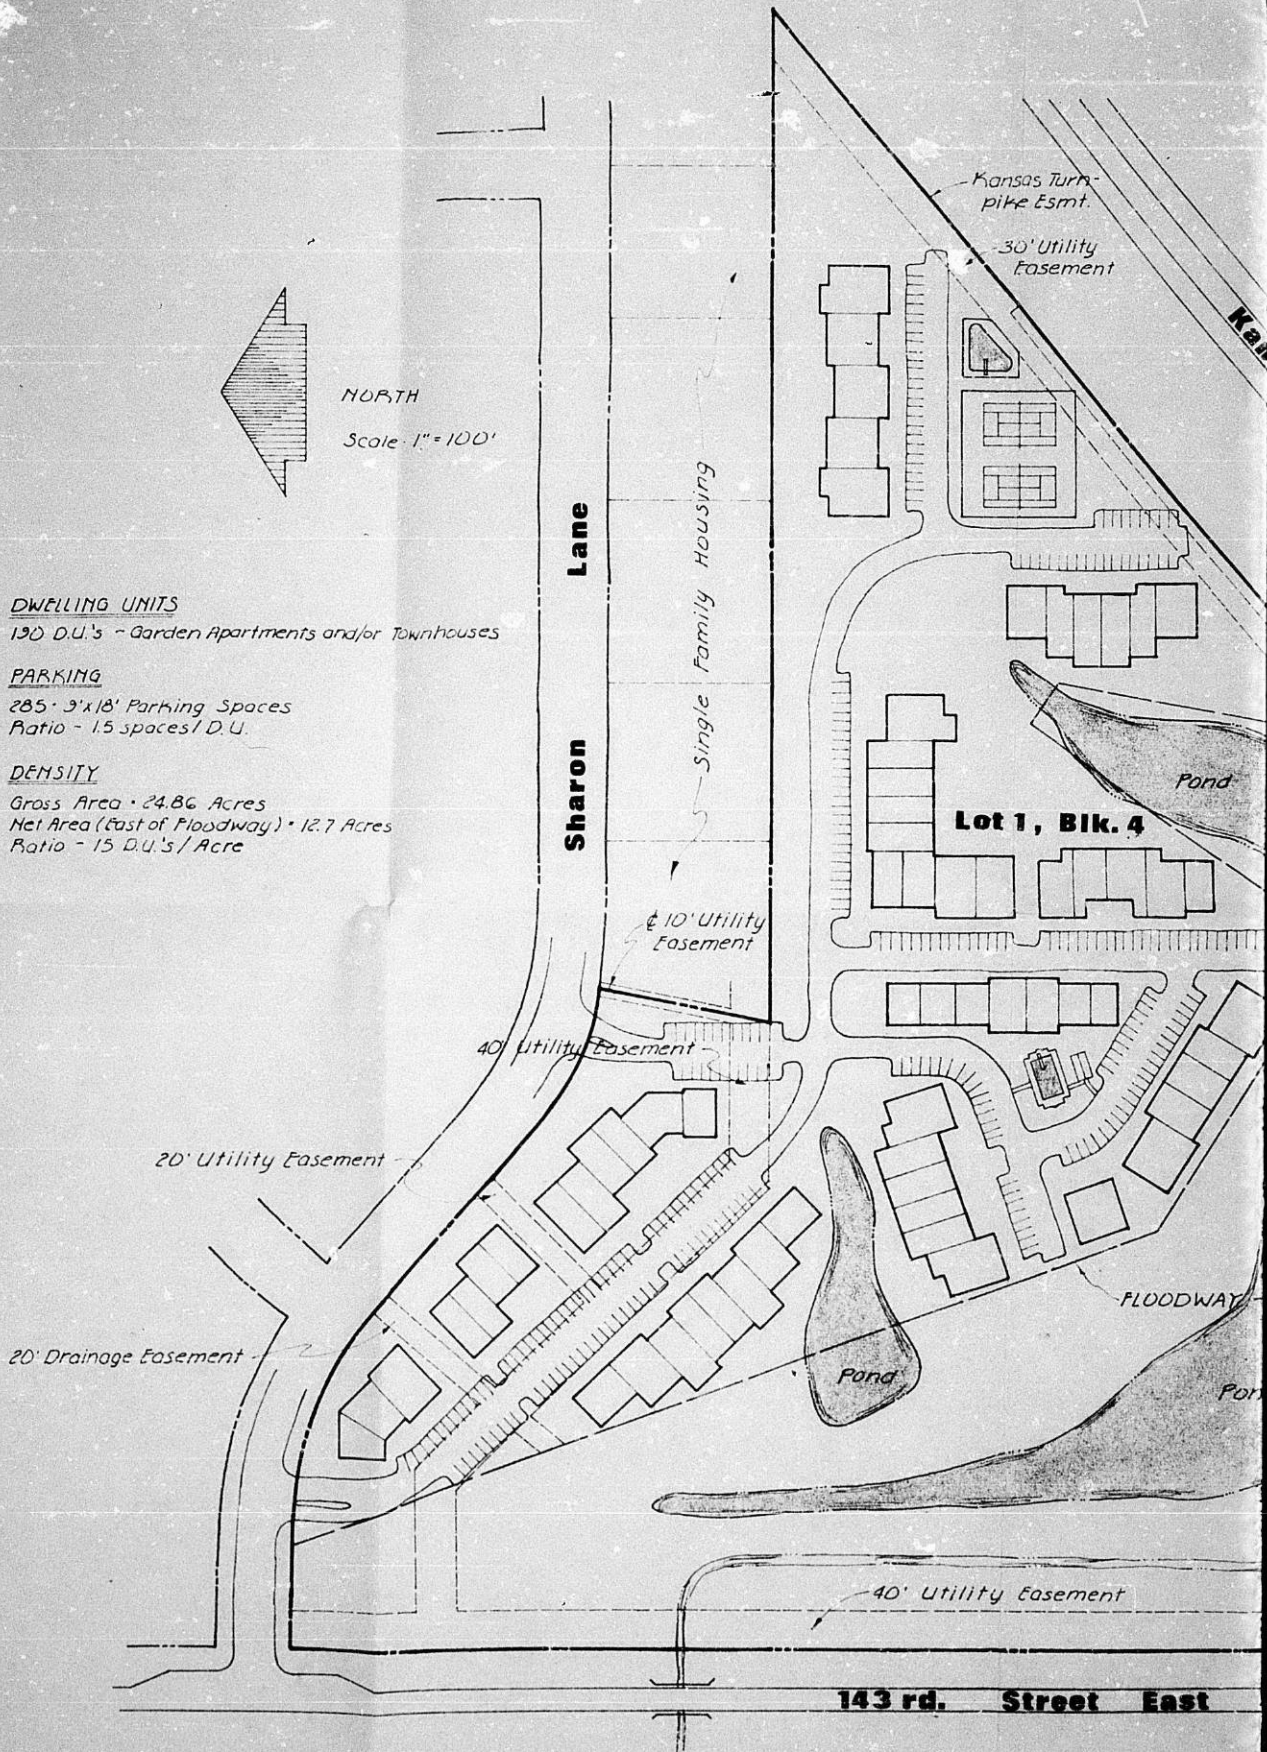 Kansas Turn-
pike Esmt.
30' Utility
Easement
NORTH
Scale · 1" = 100'
Sharon Lane
Single Family Housing
DWELLING UNITS
190 D.U.'s - Garden Apartments and/or Townhouses
PARKING
285 - 9'x18' Parking Spaces
Ratio - 1.5 spaces / D.U.
DENSITY
Gross Area · 24.86 Acres
Net Area (East of Floodway) · 12.7 Acres
Ratio - 15 D.U.'s / Acre
Pond
Lot 1, Blk. 4
℄ 10' Utility
Easement
40' Utility Easement
20' Utility Easement
FLOODWAY
20' Drainage Easement
Pond
40' Utility Easement
143 rd. Street East